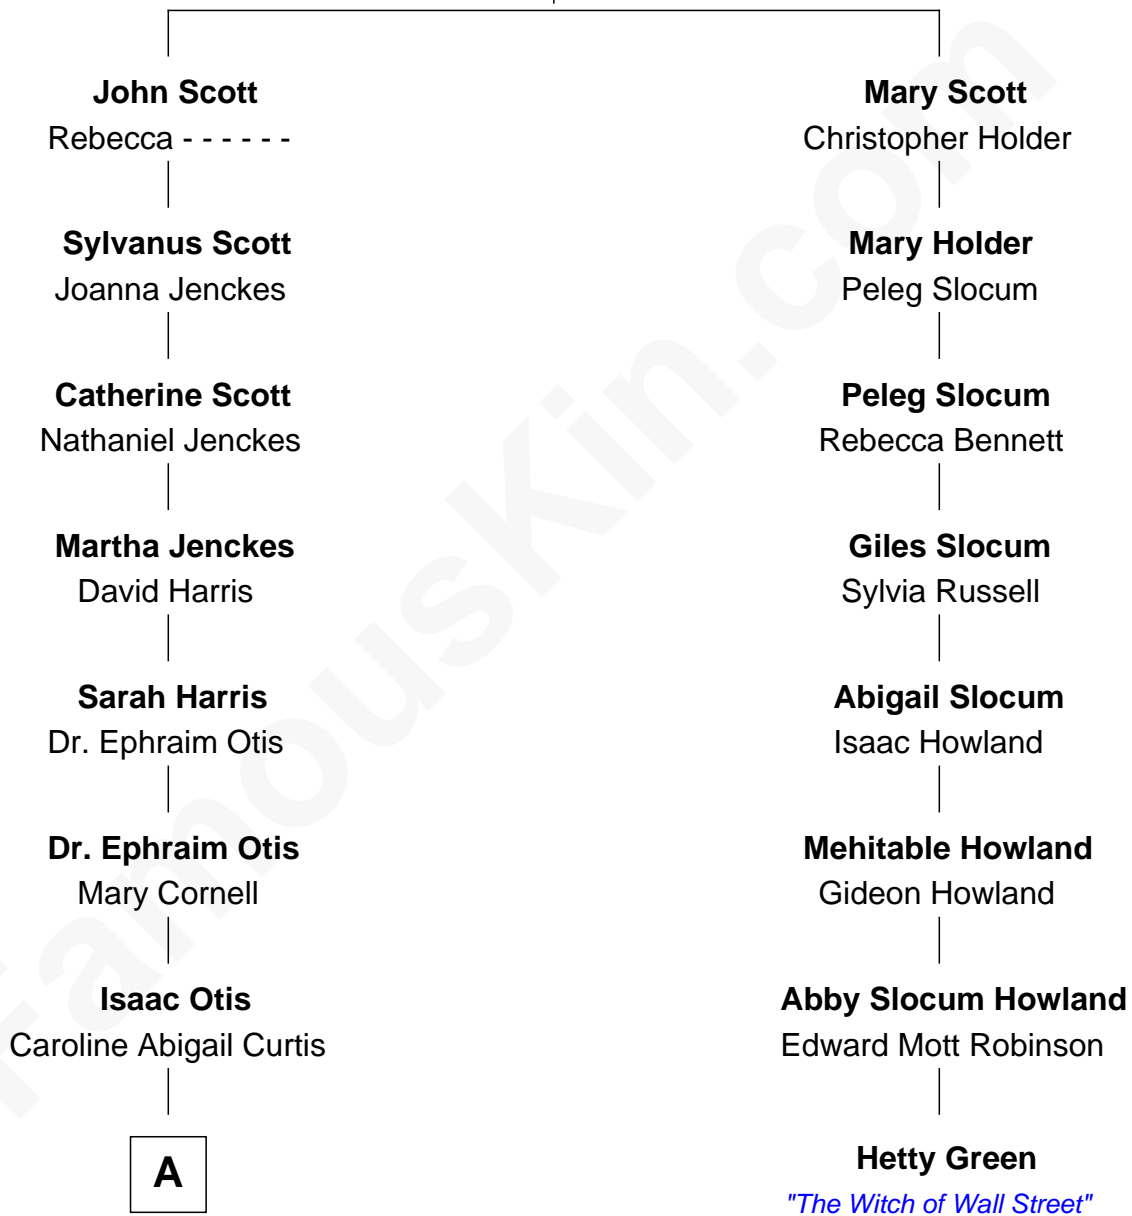 John Scott
Rebecca - - - - - -
Mary Scott
Christopher Holder
Sylvanus Scott
Joanna Jenckes
Mary Holder
Peleg Slocum
Catherine Scott
Nathaniel Jenckes
Peleg Slocum
Rebecca Bennett
Martha Jenckes
David Harris
Giles Slocum
Sylvia Russell
Sarah Harris
Dr. Ephraim Otis
Abigail Slocum
Isaac Howland
Dr. Ephraim Otis
Mary Cornell
Mehitable Howland
Gideon Howland
Isaac Otis
Caroline Abigail Curtis
Abby Slocum Howland
Edward Mott Robinson
A
Hetty Green
"The Witch of Wall Street"
FamousKin.com